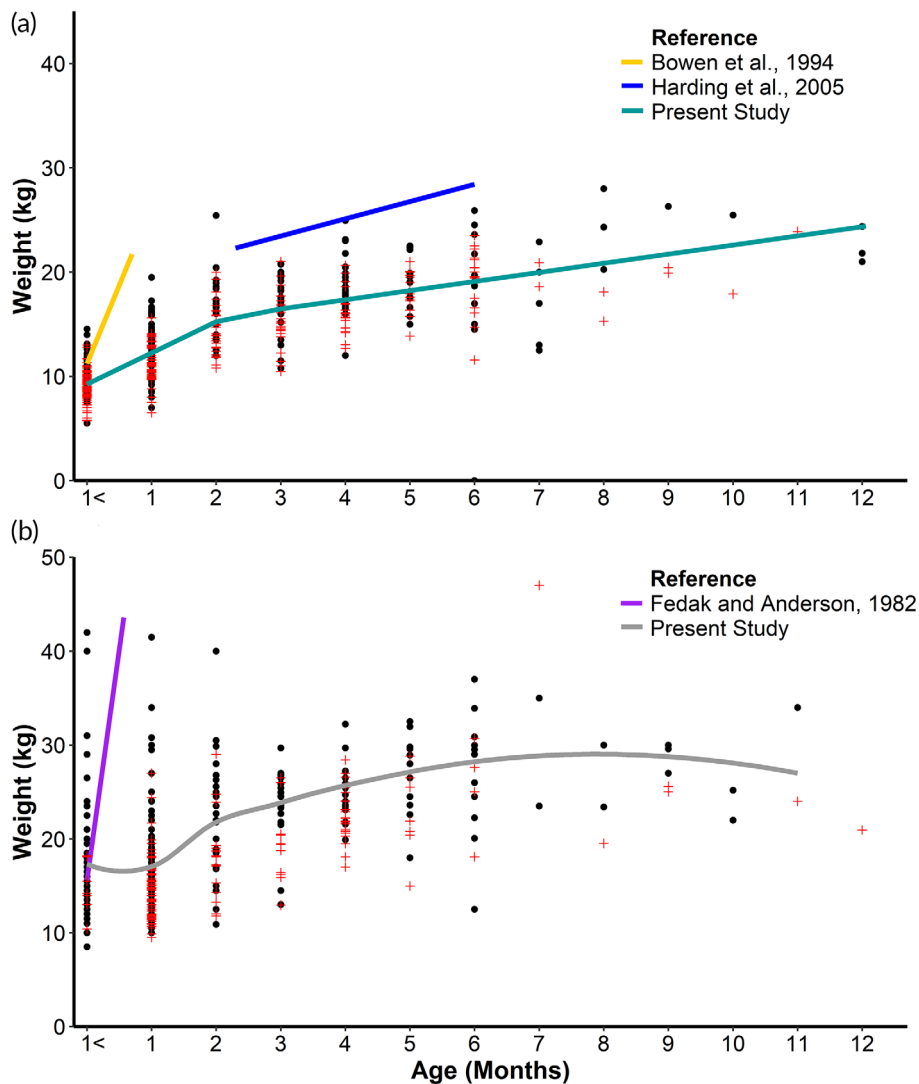 (a)
Reference
Bowen et al., 1994
Harding et al., 2005
Present Study
Weight (kg)
40
30
20
10
0
1< 1 2 3 4 5 6 7 8 9 10 11 12
(b)
Reference
Fedak and Anderson, 1982
Present Study
Weight (kg)
50
40
30
20
10
0
1< 1 2 3 4 5 6 7 8 9 10 11 12
Age (Months)